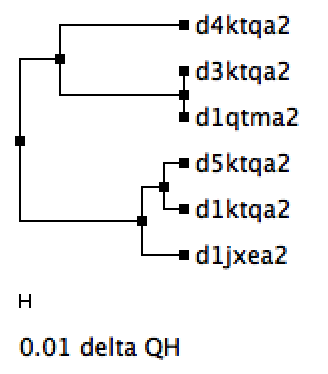 d4ktqa2
d3ktqa2
d1qtma2
d5ktqa2
d1ktqa2
d1jxea2
0.01 delta QH